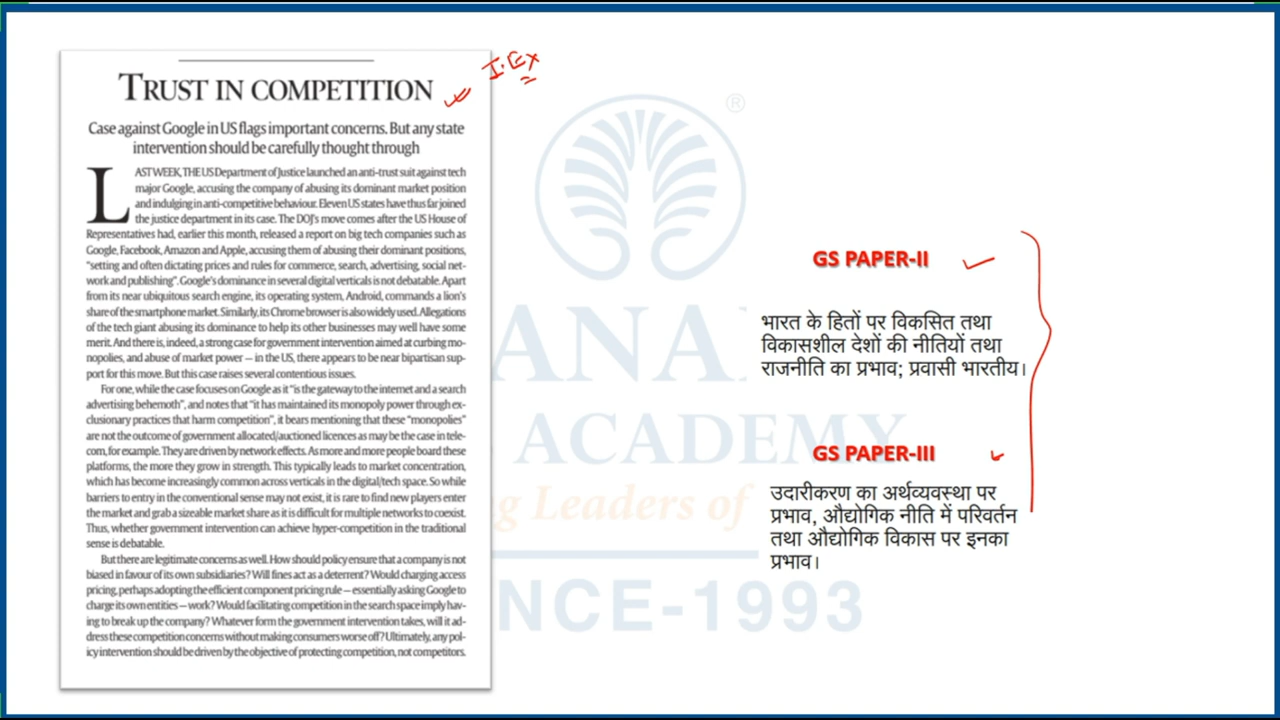 TRUST IN COMPETITION
I.Ex
Case against Google in US flags important concerns. But any state
intervention should be carefully thought through
LAST WEEK, THE US Department of Justice launched an anti-trust suit against tech
major Google, accusing the company of abusing its dominant market position
and indulging in anti-competitive behaviour. Eleven US states have thus far joined
the justice department in its case. The DOJ's move comes after the US House of
Representatives had, earlier this month, released a report on big tech companies such as
Google, Facebook, Amazon and Apple, accusing them of abusing their dominant positions,
"setting and often dictating prices and rules for commerce, search, advertising, social net-
work and publishing". Google's dominance in several digital verticals is not debatable. Apart
from its near ubiquitous search engine, its operating system, Android, commands a lion's
share of the smartphone market. Similarly, its Chrome browser is also widely used. Allegations
of the tech giant abusing its dominance to help its other businesses may well have some
merit. And there is, indeed, a strong case for government intervention aimed at curbing mo-
nopolies, and abuse of market power — in the US, there appears to be near bipartisan sup-
port for this move. But this case raises several contentious issues.
For one, while the case focuses on Google as it "is the gateway to the internet and a search
advertising behemoth", and notes that "it has maintained its monopoly power through ex-
clusionary practices that harm competition", it bears mentioning that these "monopolies"
are not the outcome of government allocated/auctioned licences as may be the case in tele-
com, for example. They are driven by network effects. As more and more people board these
platforms, the more they grow in strength. This typically leads to market concentration,
which has become increasingly common across verticals in the digital/tech space. So while
barriers to entry in the conventional sense may not exist, it is rare to find new players enter
the market and grab a sizeable market share as it is difficult for multiple networks to coexist.
Thus, whether government intervention can achieve hyper-competition in the traditional
sense is debatable.
But there are legitimate concerns as well. How should policy ensure that a company is not
biased in favour of its own subsidiaries? Will fines act as a deterrent? Would charging access
pricing, perhaps adopting the efficient component pricing rule — essentially asking Google to
charge its own entities — work? Would facilitating competition in the search space imply hav-
ing to break up the company? Whatever form the government intervention takes, will it ad-
dress these competition concerns without making consumers worse off? Ultimately, any pol-
icy intervention should be driven by the objective of protecting competition, not competitors.
GS PAPER-II
भारत के हितों पर विकसित तथा
विकासशील देशों की नीतियों तथा
राजनीति का प्रभाव; प्रवासी भारतीय।
GS PAPER-III
उदारीकरण का अर्थव्यवस्था पर
प्रभाव, औद्योगिक नीति में परिवर्तन
तथा औद्योगिक विकास पर इनका
प्रभाव।
ANA
ACADEMY
g Leaders of
NCE-1993
®